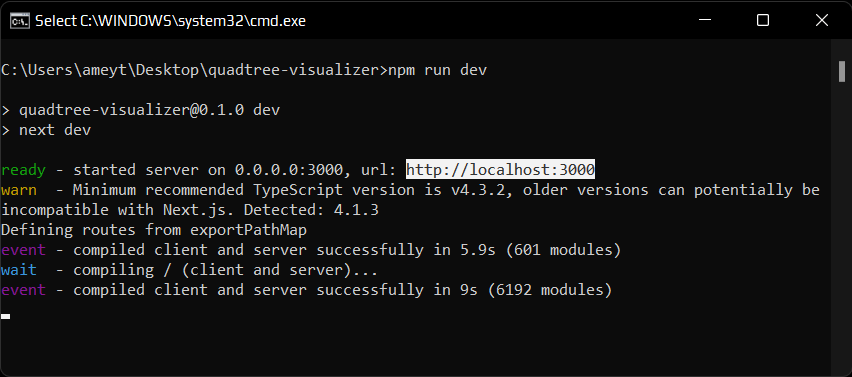 Select C:\WINDOWS\system32\cmd.exe
C:\Users\ameyt\Desktop\quadtree-visualizer>npm run dev
> quadtree-visualizer@0.1.0 dev
> next dev
ready - started server on 0.0.0.0:3000, url: http://localhost:3000
warn  - Minimum recommended TypeScript version is v4.3.2, older versions can potentially be
incompatible with Next.js. Detected: 4.1.3
Defining routes from exportPathMap
event - compiled client and server successfully in 5.9s (601 modules)
wait  - compiling / (client and server)...
event - compiled client and server successfully in 9s (6192 modules)